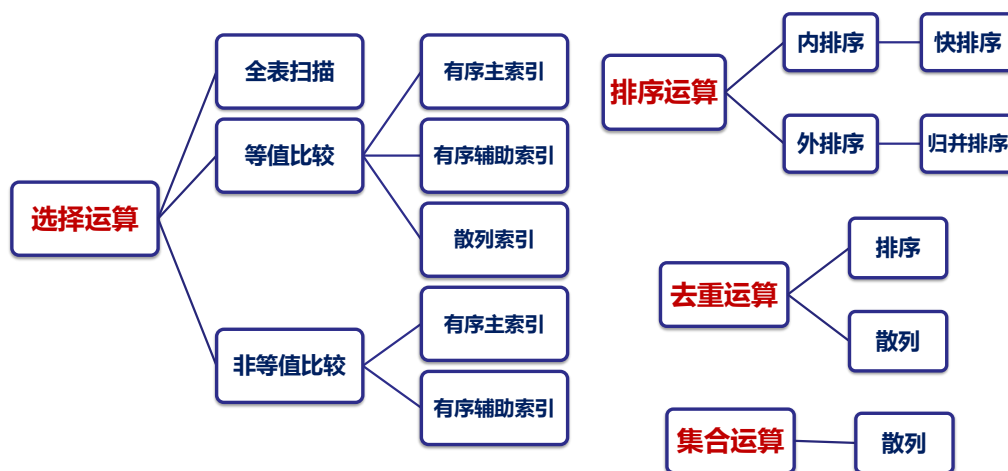 选择运算
全表扫描
等值比较
有序主索引
有序辅助索引
散列索引
非等值比较
有序主索引
有序辅助索引
排序运算
内排序
快排序
外排序
归并排序
去重运算
排序
散列
集合运算
散列